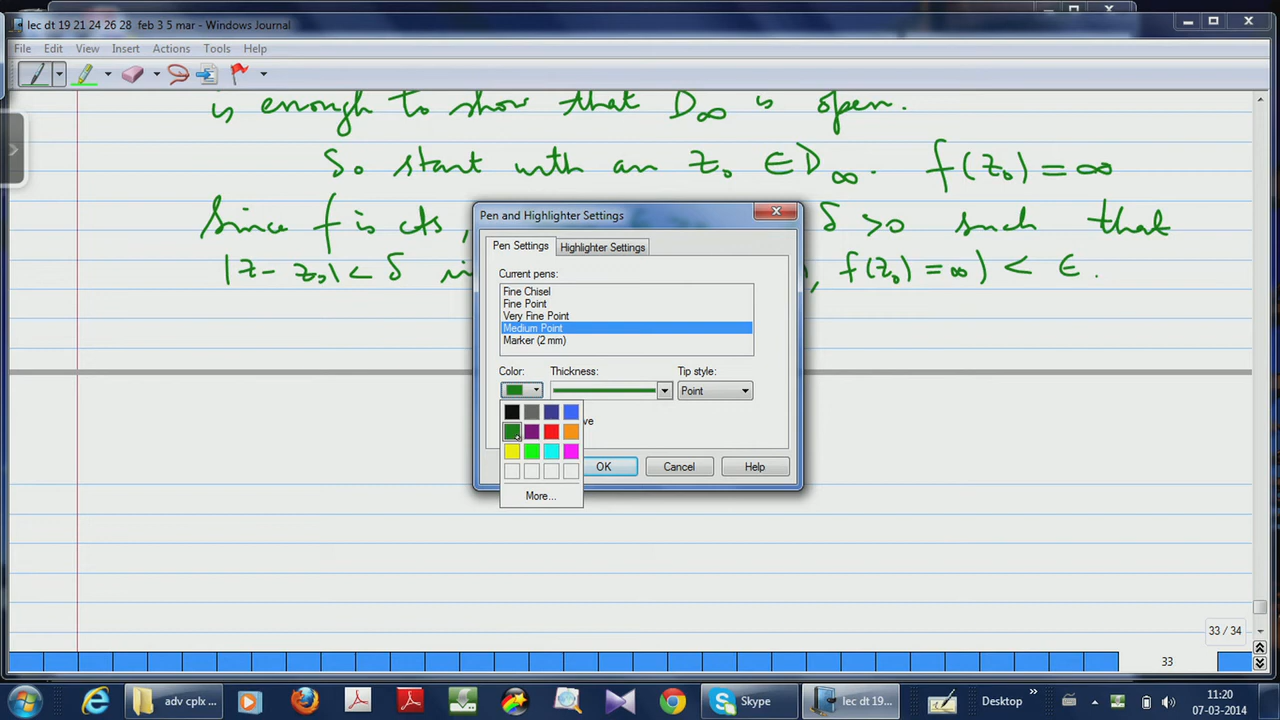 lec dt 19 21 24 26 28 feb 3 5 mar - Windows Journal
File Edit View Insert Actions Tools Help
is enough to show that D∞ is open.
So start with an z₀ ∈ D∞. f(z₀) = ∞
Since f is cts, δ > 0 such that
|z - z₀| < δ , f(z₀) = ∞) < ϵ.
Pen and Highlighter Settings
Pen Settings Highlighter Settings
Current pens:
Fine Chisel
Fine Point
Very Fine Point
Medium Point
Marker (2 mm)
Color: Thickness: Tip style:
Point
ve
OK Cancel Help
More...
33 / 34
33
adv cplx ... Skype lec dt 19... Desktop
11:20
07-03-2014